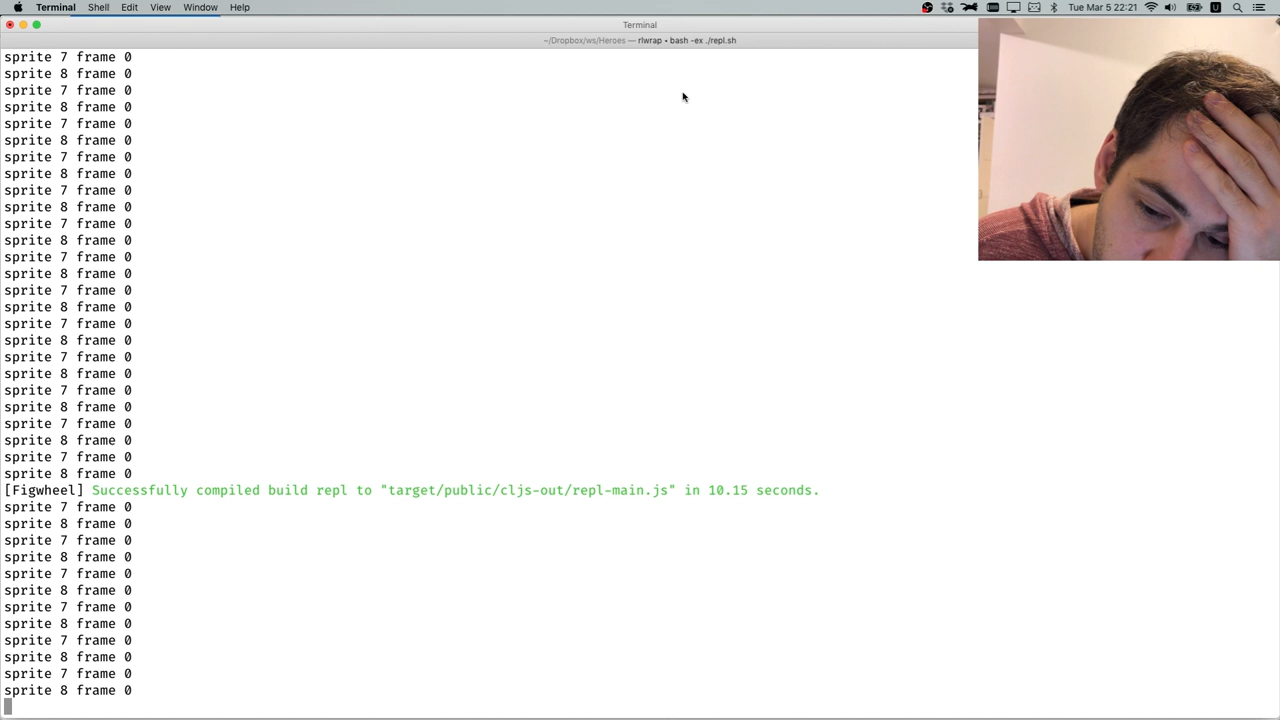 Terminal Shell Edit View Window Help Tue Mar 5 22:21
Terminal
~/Dropbox/ws/Heroes — rlwrap • bash -ex ./repl.sh
sprite 7 frame 0
sprite 8 frame 0
sprite 7 frame 0
sprite 8 frame 0
sprite 7 frame 0
sprite 8 frame 0
sprite 7 frame 0
sprite 8 frame 0
sprite 7 frame 0
sprite 8 frame 0
sprite 7 frame 0
sprite 8 frame 0
sprite 7 frame 0
sprite 8 frame 0
sprite 7 frame 0
sprite 8 frame 0
sprite 7 frame 0
sprite 8 frame 0
sprite 7 frame 0
sprite 8 frame 0
sprite 7 frame 0
sprite 8 frame 0
sprite 7 frame 0
sprite 8 frame 0
sprite 7 frame 0
sprite 8 frame 0
[Figwheel] Successfully compiled build repl to "target/public/cljs-out/repl-main.js" in 10.15 seconds.
sprite 7 frame 0
sprite 8 frame 0
sprite 7 frame 0
sprite 8 frame 0
sprite 7 frame 0
sprite 8 frame 0
sprite 7 frame 0
sprite 8 frame 0
sprite 7 frame 0
sprite 8 frame 0
sprite 7 frame 0
sprite 8 frame 0